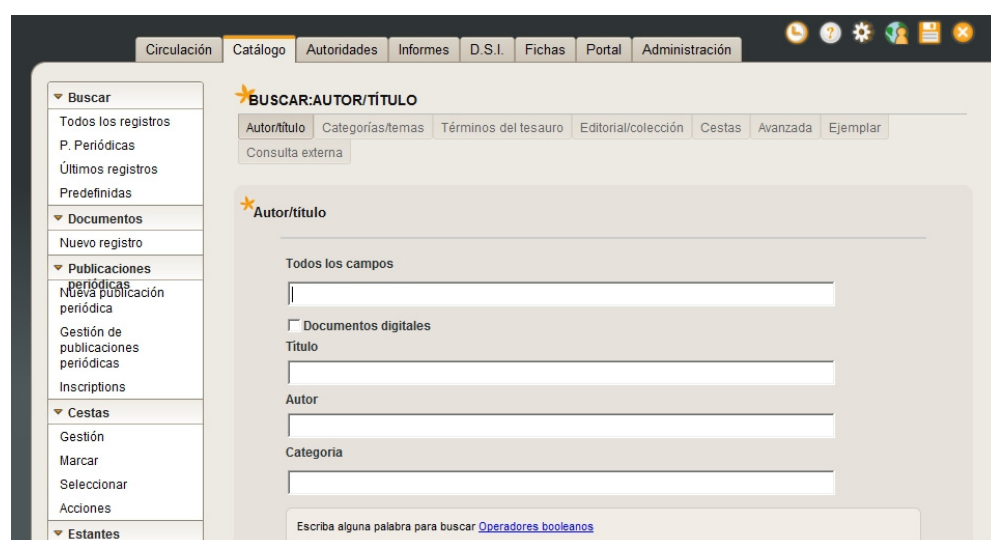 Circulación Catálogo Autoridades Informes D.S.I. Fichas Portal Administración
Buscar
Todos los registros
P. Periódicas
Últimos registros
Predefinidas
Documentos
Nuevo registro
Publicaciones
periódicas
Nueva publicación
periódica
Gestión de
publicaciones
periódicas
Inscriptions
Cestas
Gestión
Marcar
Seleccionar
Acciones
Estantes
BUSCAR:AUTOR/TÍTULO
Autor/título Categorías/temas Términos del tesauro Editorial/colección Cestas Avanzada Ejemplar
Consulta externa
Autor/título
Todos los campos
Documentos digitales
Título
Autor
Categoria
Escriba alguna palabra para buscar Operadores booleanos